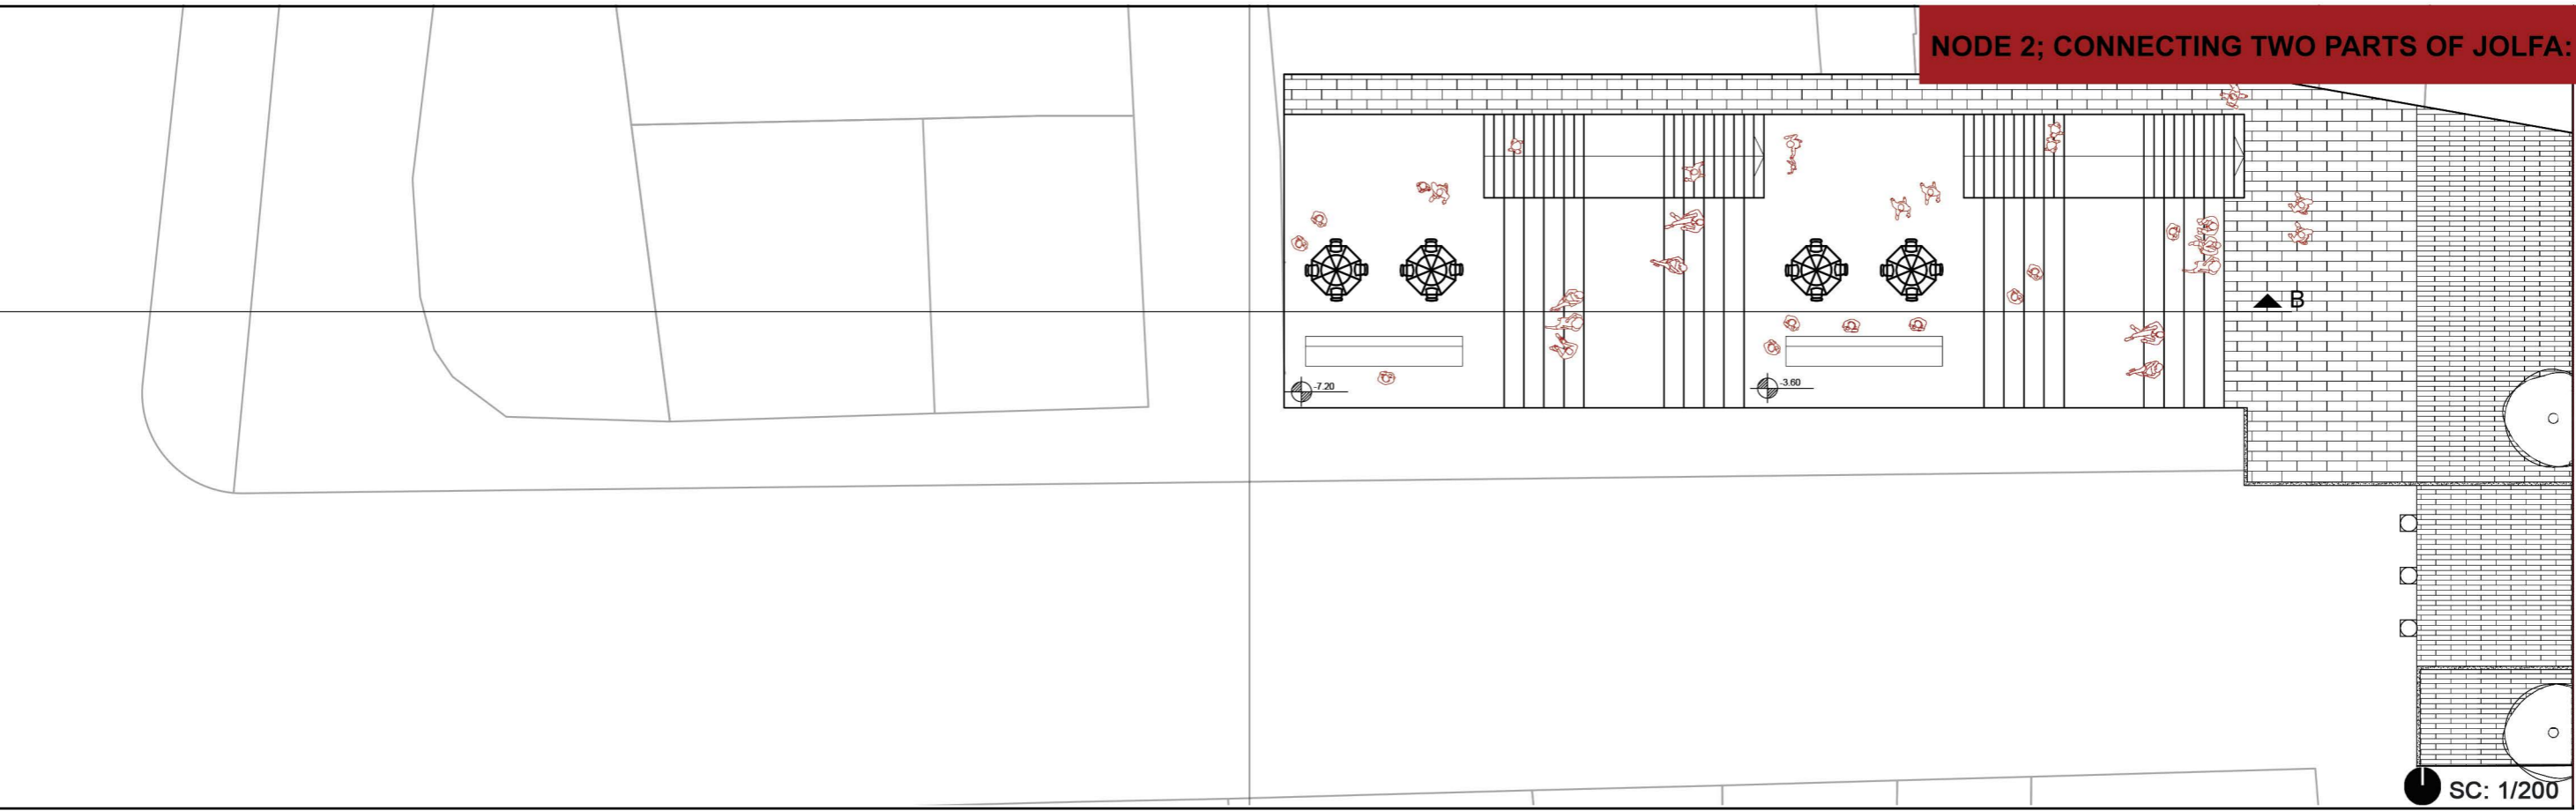 NODE 2; CONNECTING TWO PARTS OF JOLFA:
B
-7.20
-3.60
SC: 1/200